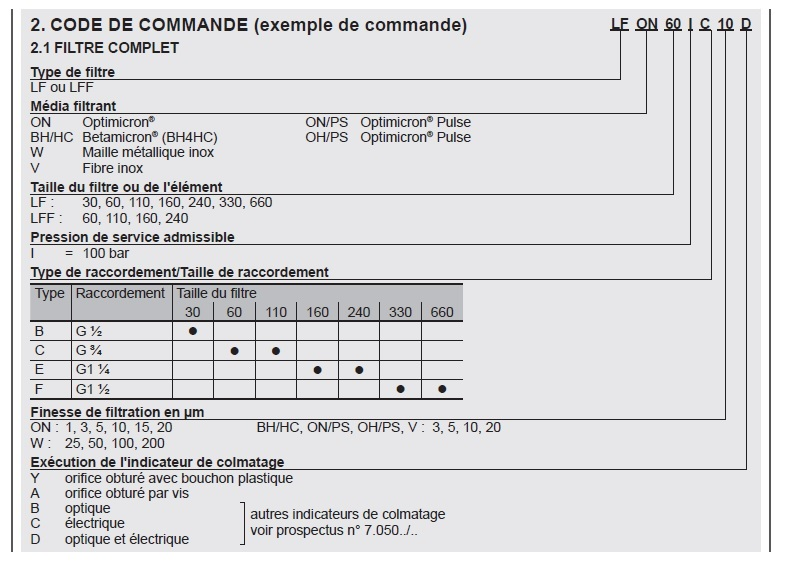 2. CODE DE COMMANDE (exemple de commande) LF ON 60 I C 10 D
2.1 FILTRE COMPLET
Type de filtre
LF ou LFF
Média filtrant
ON Optimicron® ON/PS Optimicron® Pulse
BH/HC Betamicron® (BH4HC) OH/PS Optimicron® Pulse
W Maille métallique inox
V Fibre inox
Taille du filtre ou de l'élément
LF : 30, 60, 110, 160, 240, 330, 660
LFF : 60, 110, 160, 240
Pression de service admissible
I = 100 bar
Type de raccordement/Taille de raccordement
Type Raccordement Taille du filtre
30 60 110 160 240 330 660
B G ½ ●
C G ¾ ● ●
E G1 ¼ ● ●
F G1 ½ ● ●
Finesse de filtration en µm
ON : 1, 3, 5, 10, 15, 20 BH/HC, ON/PS, OH/PS, V : 3, 5, 10, 20
W : 25, 50, 100, 200
Exécution de l'indicateur de colmatage
Y orifice obturé avec bouchon plastique
A orifice obturé par vis
B optique
C électrique
D optique et électrique
autres indicateurs de colmatage
voir prospectus n° 7.050../..